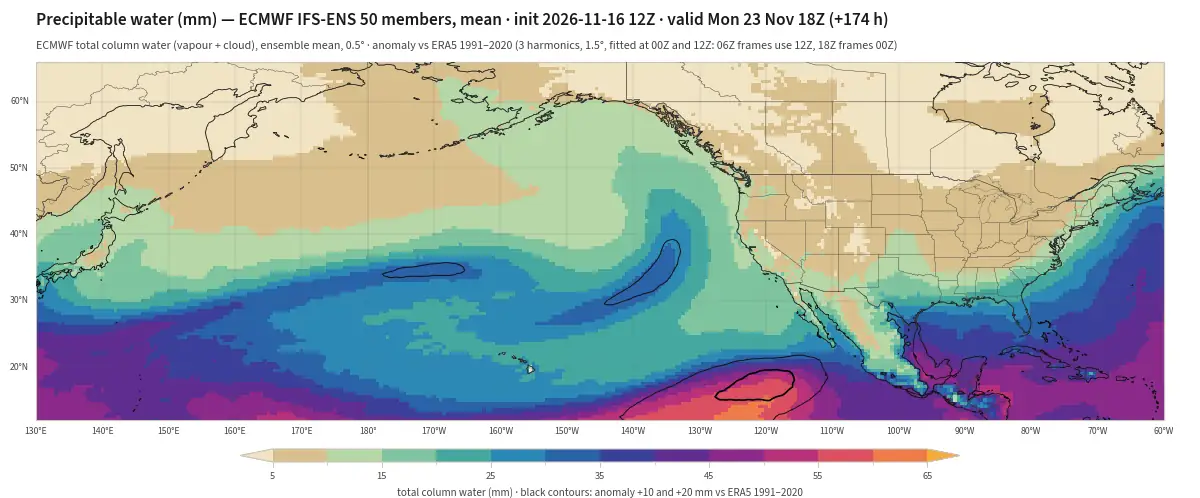 Precipitable water (mm) — ECMWF IFS-ENS 50 members, mean · init 2026-11-16 12Z · valid Mon 23 Nov 18Z (+174 h)
ECMWF total column water (vapour + cloud), ensemble mean, 0.5° · anomaly vs ERA5 1991–2020 (3 harmonics, 1.5°, fitted at 00Z and 12Z: 06Z frames use 12Z, 18Z frames 00Z)
60°N
50°N
40°N
30°N
20°N
130°E 140°E 150°E 160°E 170°E 180° 170°W 160°W 150°W 140°W 130°W 120°W 110°W 100°W 90°W 80°W 70°W 60°W
5 15 25 35 45 55 65
total column water (mm) · black contours: anomaly +10 and +20 mm vs ERA5 1991–2020